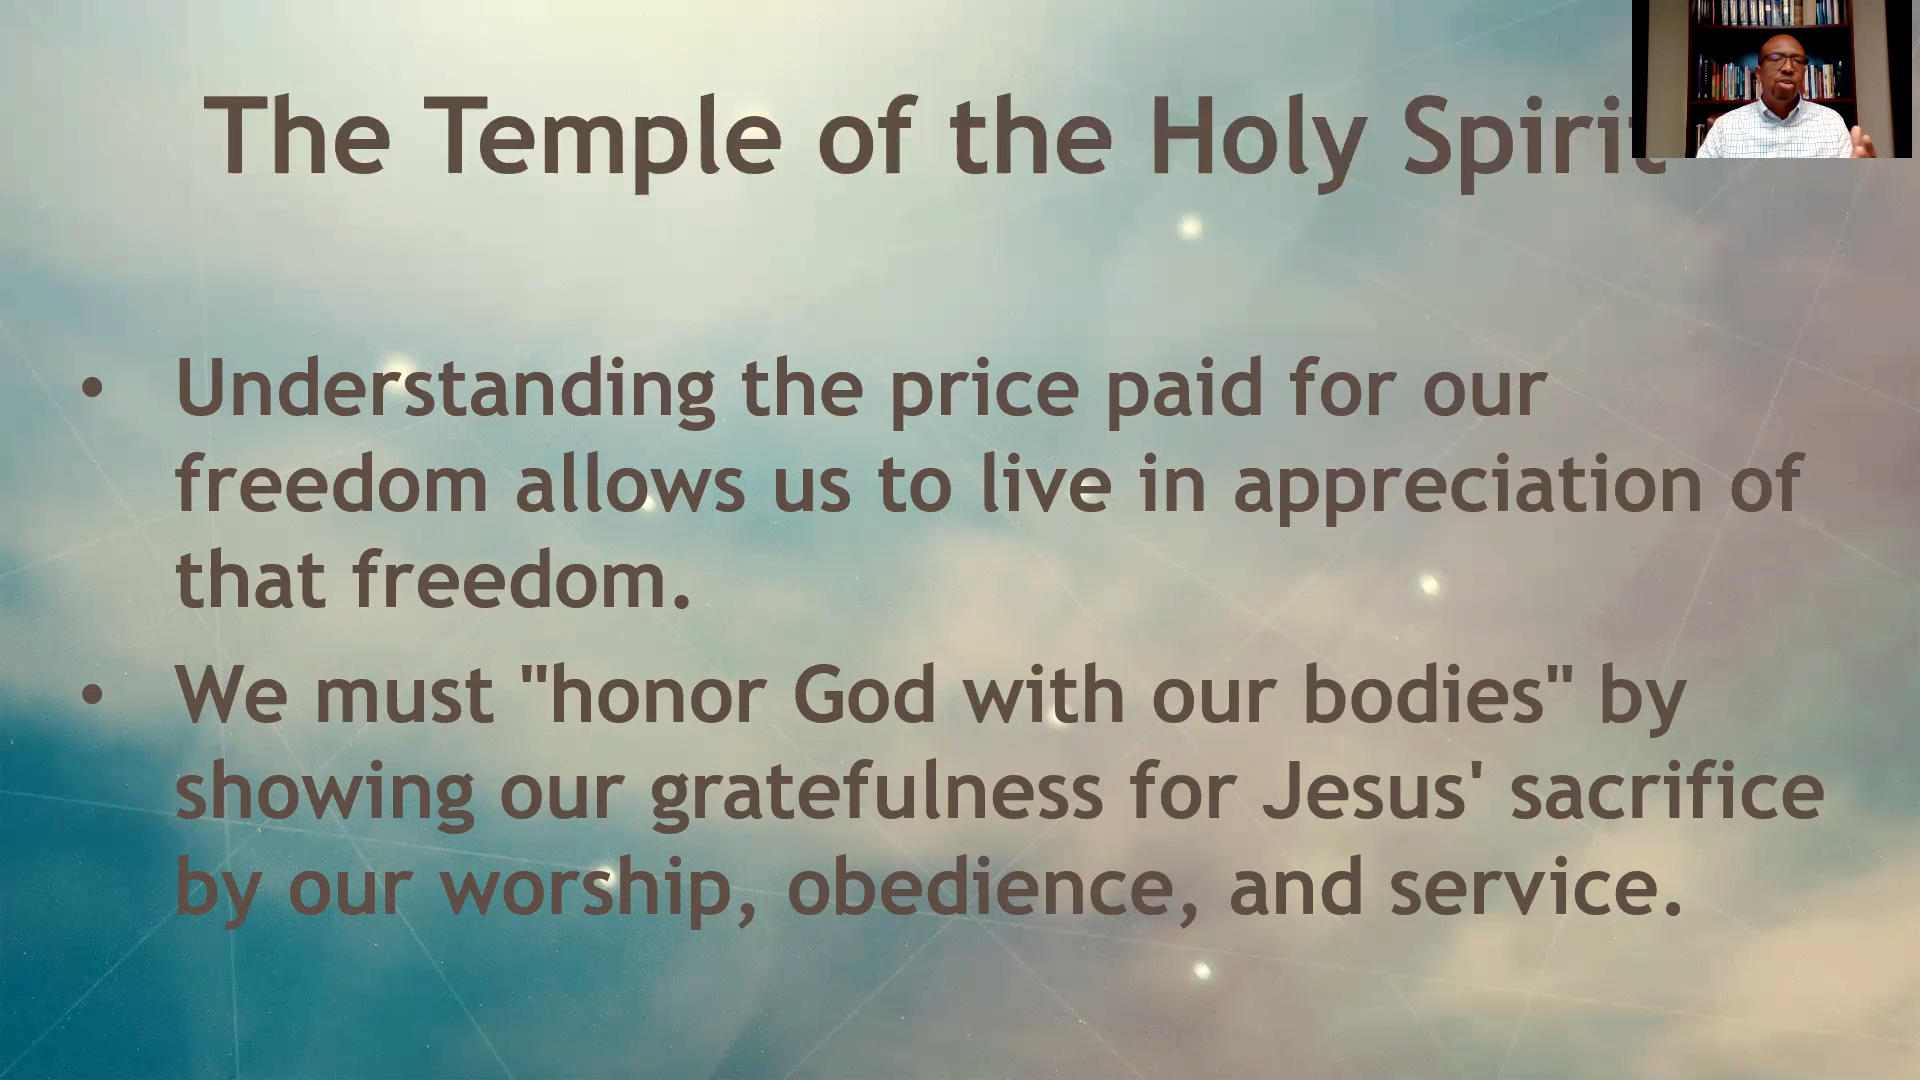 The Temple of the Holy Spirit
• Understanding the price paid for our
freedom allows us to live in appreciation of
that freedom.
• We must "honor God with our bodies" by
showing our gratefulness for Jesus' sacrifice
by our worship, obedience, and service.